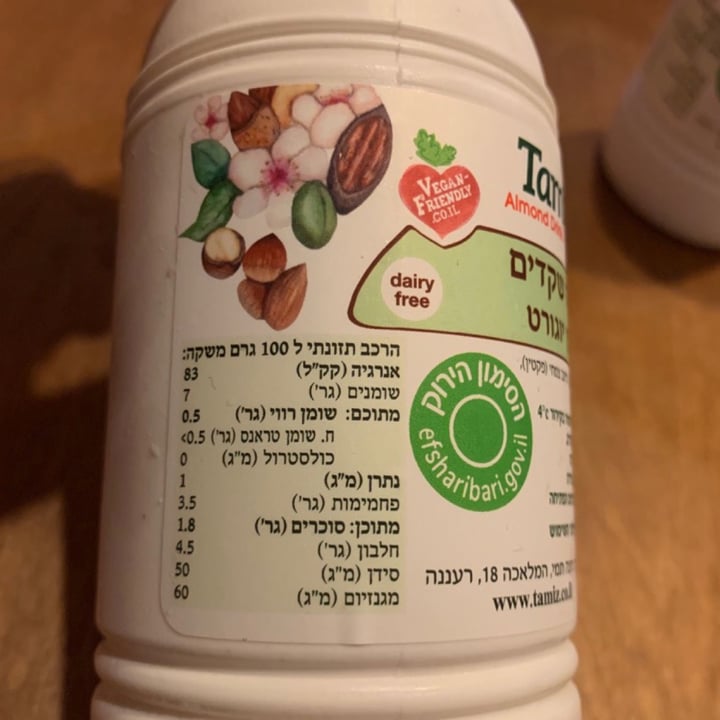 VEGAN-
FRIENDLY
.CO.IL
Almond
שקדים
יוגורט
dairy
free
הרכב תזונתי ל 100 גרם משקה:
אנרגיה (קק"ל) 83
שומנים (גר') 7
מתוכם: שומן רווי (גר') 0.5
ח. שומן טראנס (גר') <0.5
כולסטרול (מ"ג) 0
נתרן (מ"ג) 1
פחמימות (גר') 3.5
מתוכן: סוכרים (גר') 1.8
חלבון (גר') 4.5
סידן (מ"ג) 50
מגנזיום (מ"ג) 60
הסימון הירוק
efsharibari.gov.il
(פקטין),
4°c
תמי, המלאכה 18, רעננה
www.tamiz.co.il